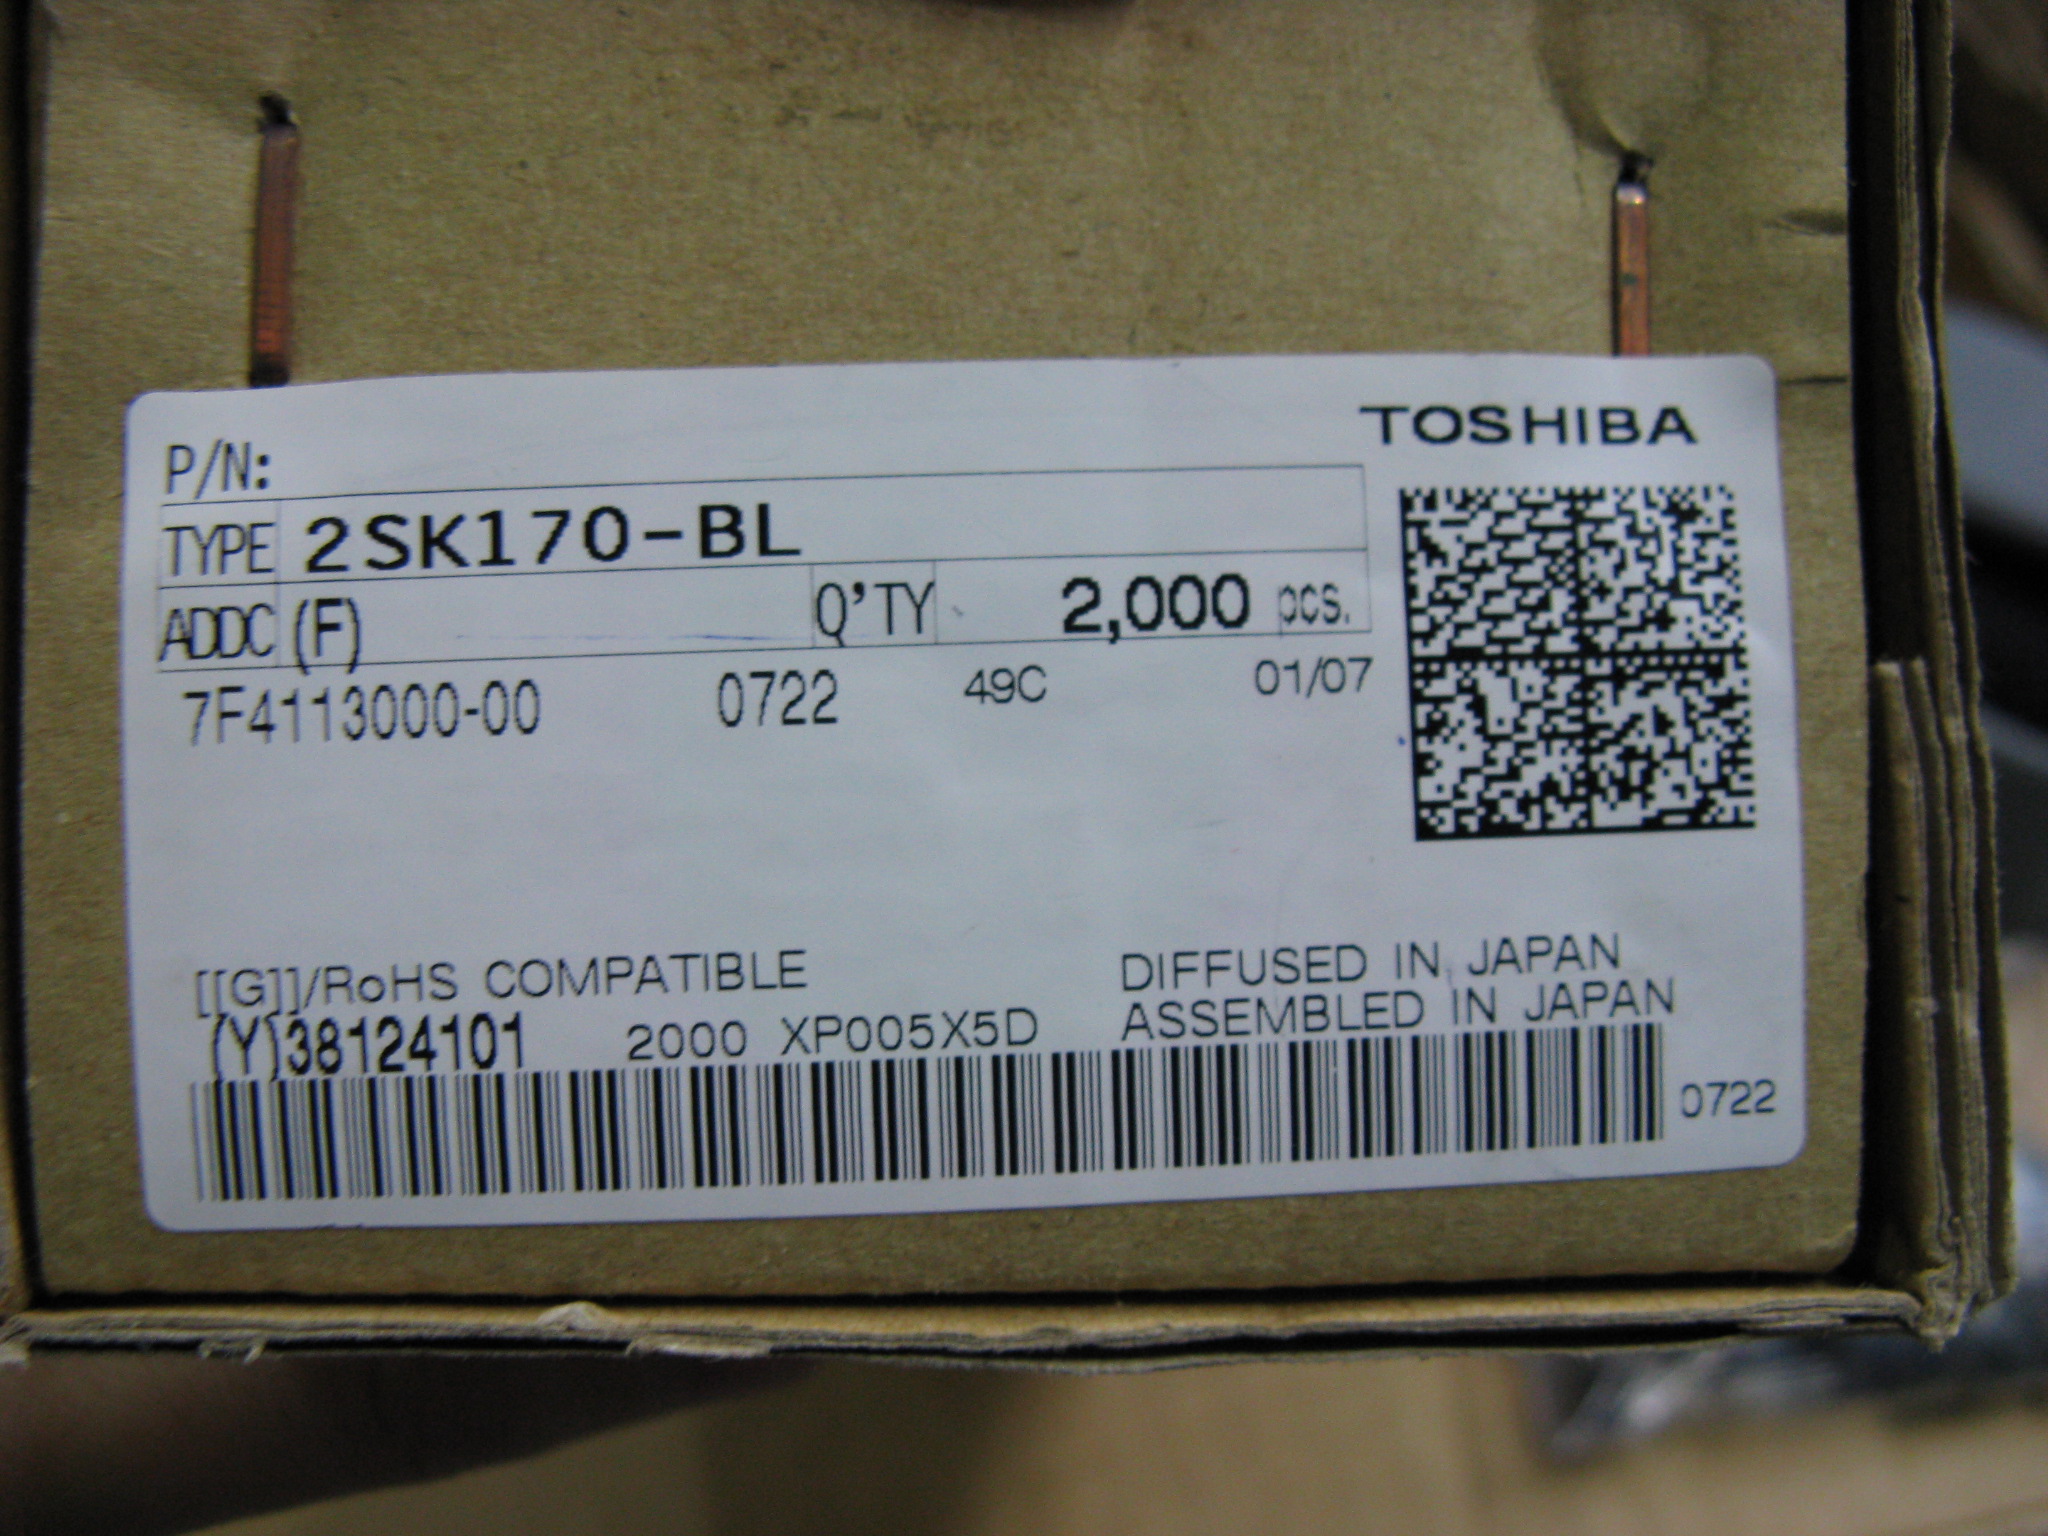 TOSHIBA
P/N:
TYPE 2SK170-BL
ADDC (F) Q'TY 2,000 pcs.
7F4113000-00 0722 49C 01/07
[[G]]/RoHS COMPATIBLE DIFFUSED IN JAPAN
(Y)38124101 2000 XP005X5D ASSEMBLED IN JAPAN
0722